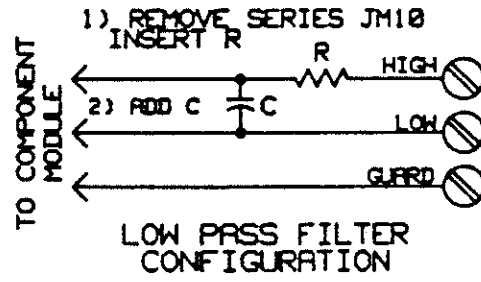 1) REMOVE SERIES JM10
INSERT R
R
HIGH
2) ADD C
C
LOW
GUARD
TO COMPONENT
MODULE
LOW PASS FILTER
CONFIGURATION